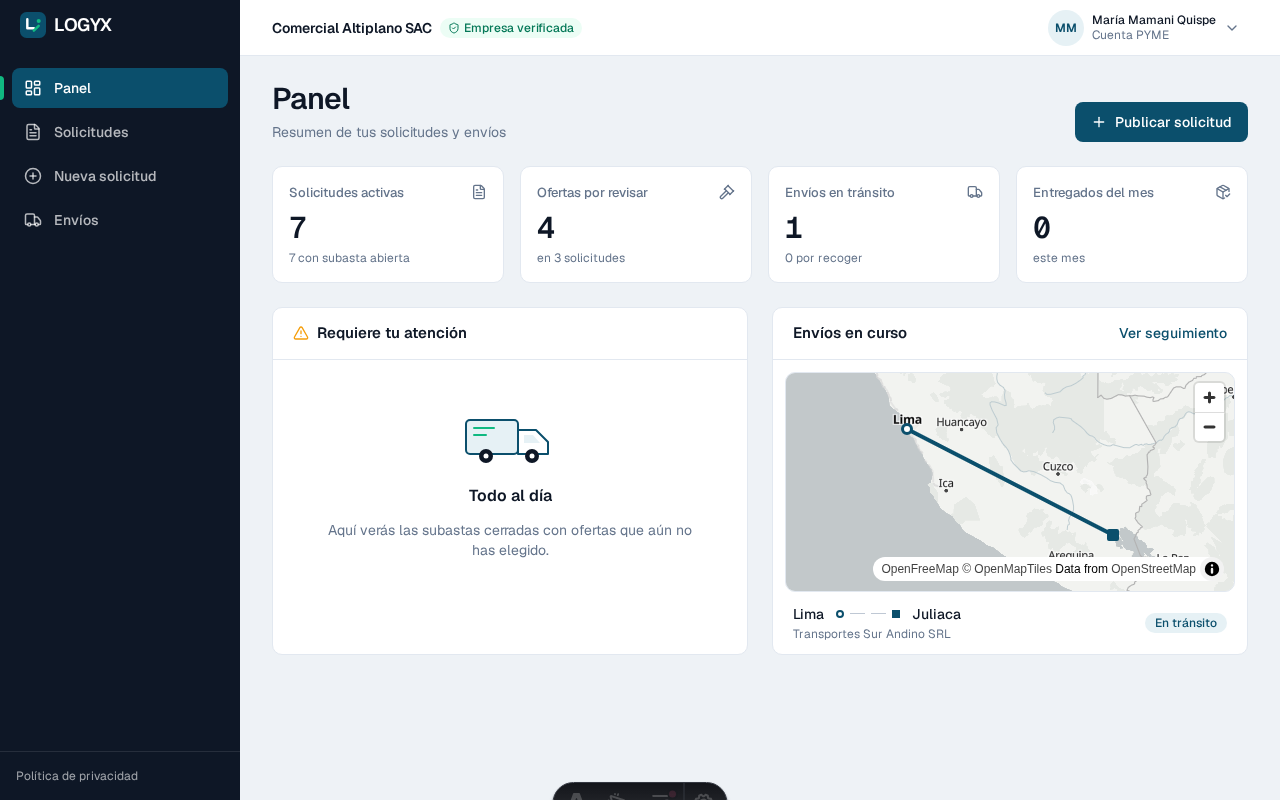 LOGYX
Panel
Solicitudes
Nueva solicitud
Envíos
Política de privacidad
Comercial Altiplano SAC
Empresa verificada
MM
María Mamani Quispe
Cuenta PYME
Panel
Resumen de tus solicitudes y envíos
Publicar solicitud
Solicitudes activas
7
7 con subasta abierta
Ofertas por revisar
4
en 3 solicitudes
Envíos en tránsito
1
0 por recoger
Entregados del mes
0
este mes
Requiere tu atención
Todo al día
Aquí verás las subastas cerradas con ofertas que aún no
has elegido.
Envíos en curso
Ver seguimiento
Lima
Huancayo
Cuzco
Ica
Arequipa
La Paz
OpenFreeMap © OpenMapTiles Data from OpenStreetMap
Lima
Juliaca
Transportes Sur Andino SRL
En tránsito